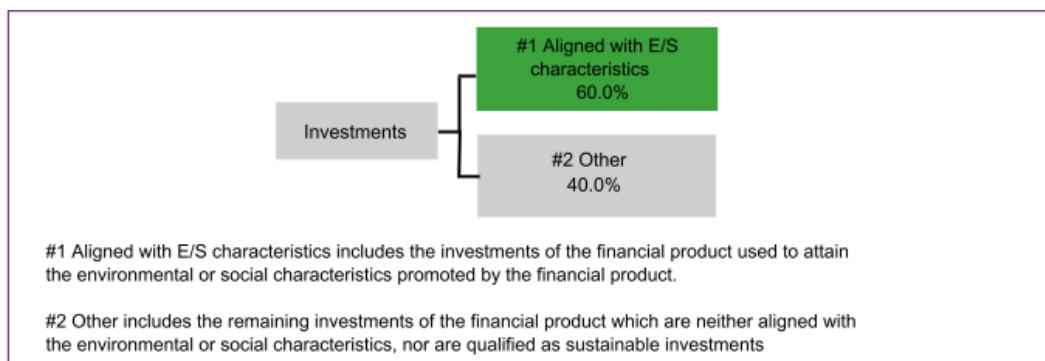 #1 Aligned with E/S
characteristics
60.0%
Investments
#2 Other
40.0%
#1 Aligned with E/S characteristics includes the investments of the financial product used to attain
the environmental or social characteristics promoted by the financial product.
#2 Other includes the remaining investments of the financial product which are neither aligned with
the environmental or social characteristics, nor are qualified as sustainable investments